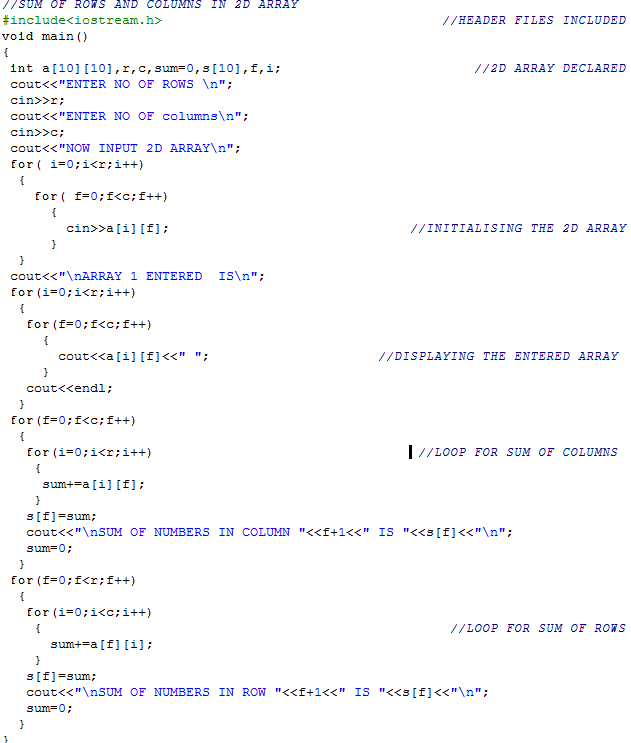 //SUM OF ROWS AND COLUMNS IN 2D ARRAY
#include<iostream.h> //HEADER FILES INCLUDED
void main()
{
int a[10][10],r,c,sum=0,s[10],f,i; //2D ARRAY DECLARED
cout<<"ENTER NO OF ROWS \n";
cin>>r;
cout<<"ENTER NO OF columns\n";
cin>>c;
cout<<"NOW INPUT 2D ARRAY\n";
for( i=0;i<r;i++)
{
for( f=0;f<c;f++)
{
cin>>a[i][f]; //INITIALISING THE 2D ARRAY
}
}
cout<<"\nARRAY 1 ENTERED  IS\n";
for(i=0;i<r;i++)
{
for(f=0;f<c;f++)
{
cout<<a[i][f]<<" "; //DISPLAYING THE ENTERED ARRAY
}
cout<<endl;
}
for(f=0;f<c;f++)
{
for(i=0;i<r;i++) //LOOP FOR SUM OF COLUMNS
{
sum+=a[i][f];
}
s[f]=sum;
cout<<"\nSUM OF NUMBERS IN COLUMN "<<f+1<<" IS "<<s[f]<<"\n";
sum=0;
}
for(f=0;f<r;f++)
{
for(i=0;i<c;i++)
{ //LOOP FOR SUM OF ROWS
sum+=a[f][i];
}
s[f]=sum;
cout<<"\nSUM OF NUMBERS IN ROW "<<f+1<<" IS "<<s[f]<<"\n";
sum=0;
}
}